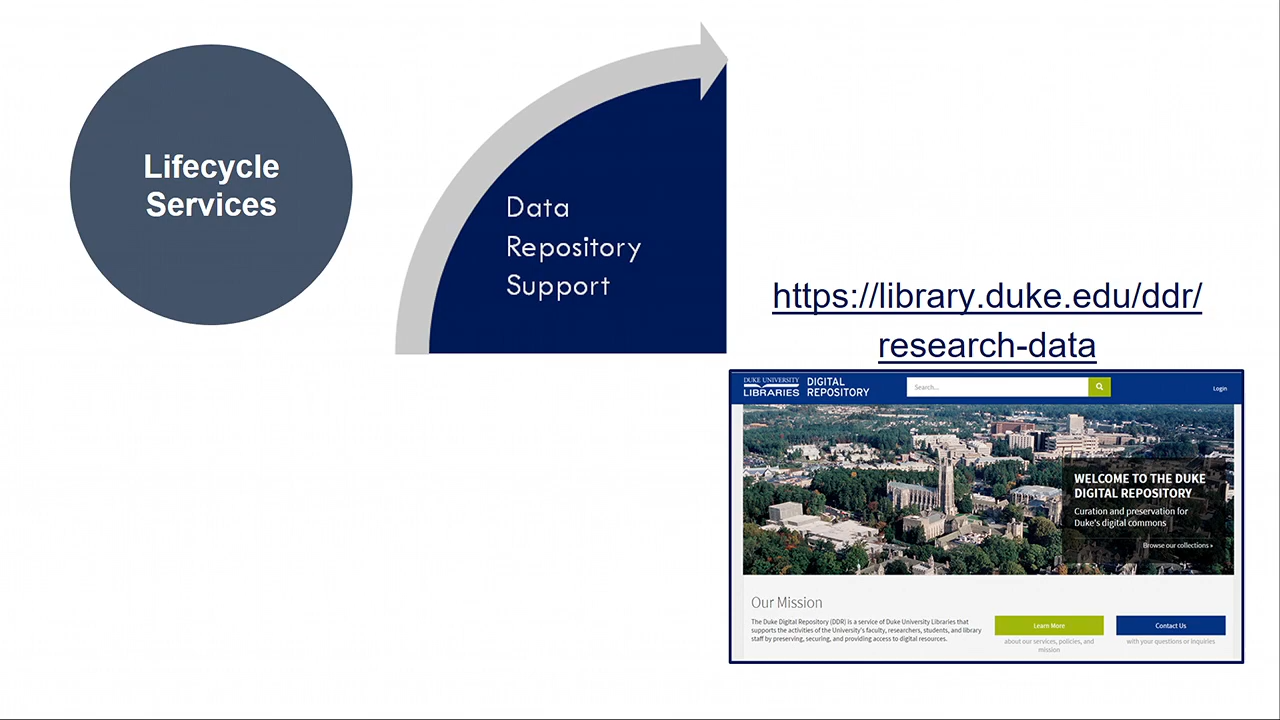 Lifecycle
Services
Data
Repository
Support
https://library.duke.edu/ddr/
research-data
DUKE UNIVERSITY
LIBRARIES
DIGITAL
REPOSITORY
Search...
Login
WELCOME TO THE DUKE
DIGITAL REPOSITORY
Curation and preservation for
Duke's digital commons
Browse our collections »
Our Mission
The Duke Digital Repository (DDR) is a service of Duke University Libraries that
supports the activities of the University's faculty, researchers, students, and library
staff by preserving, securing, and providing access to digital resources.
Learn More
about our services, policies, and
mission
Contact Us
with your questions or inquiries